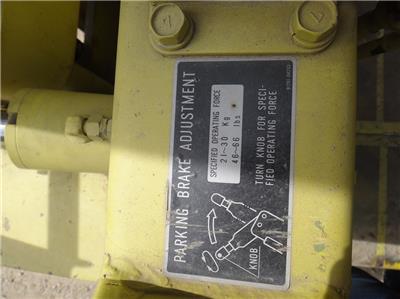 PARKING BRAKE ADJUSTMENT
SPECIFIED OPERATING FORCE
21~30 Kg
46~66 lbs
TURN KNOB FOR SPECI-
FIED OPERATING FORCE
KNOB